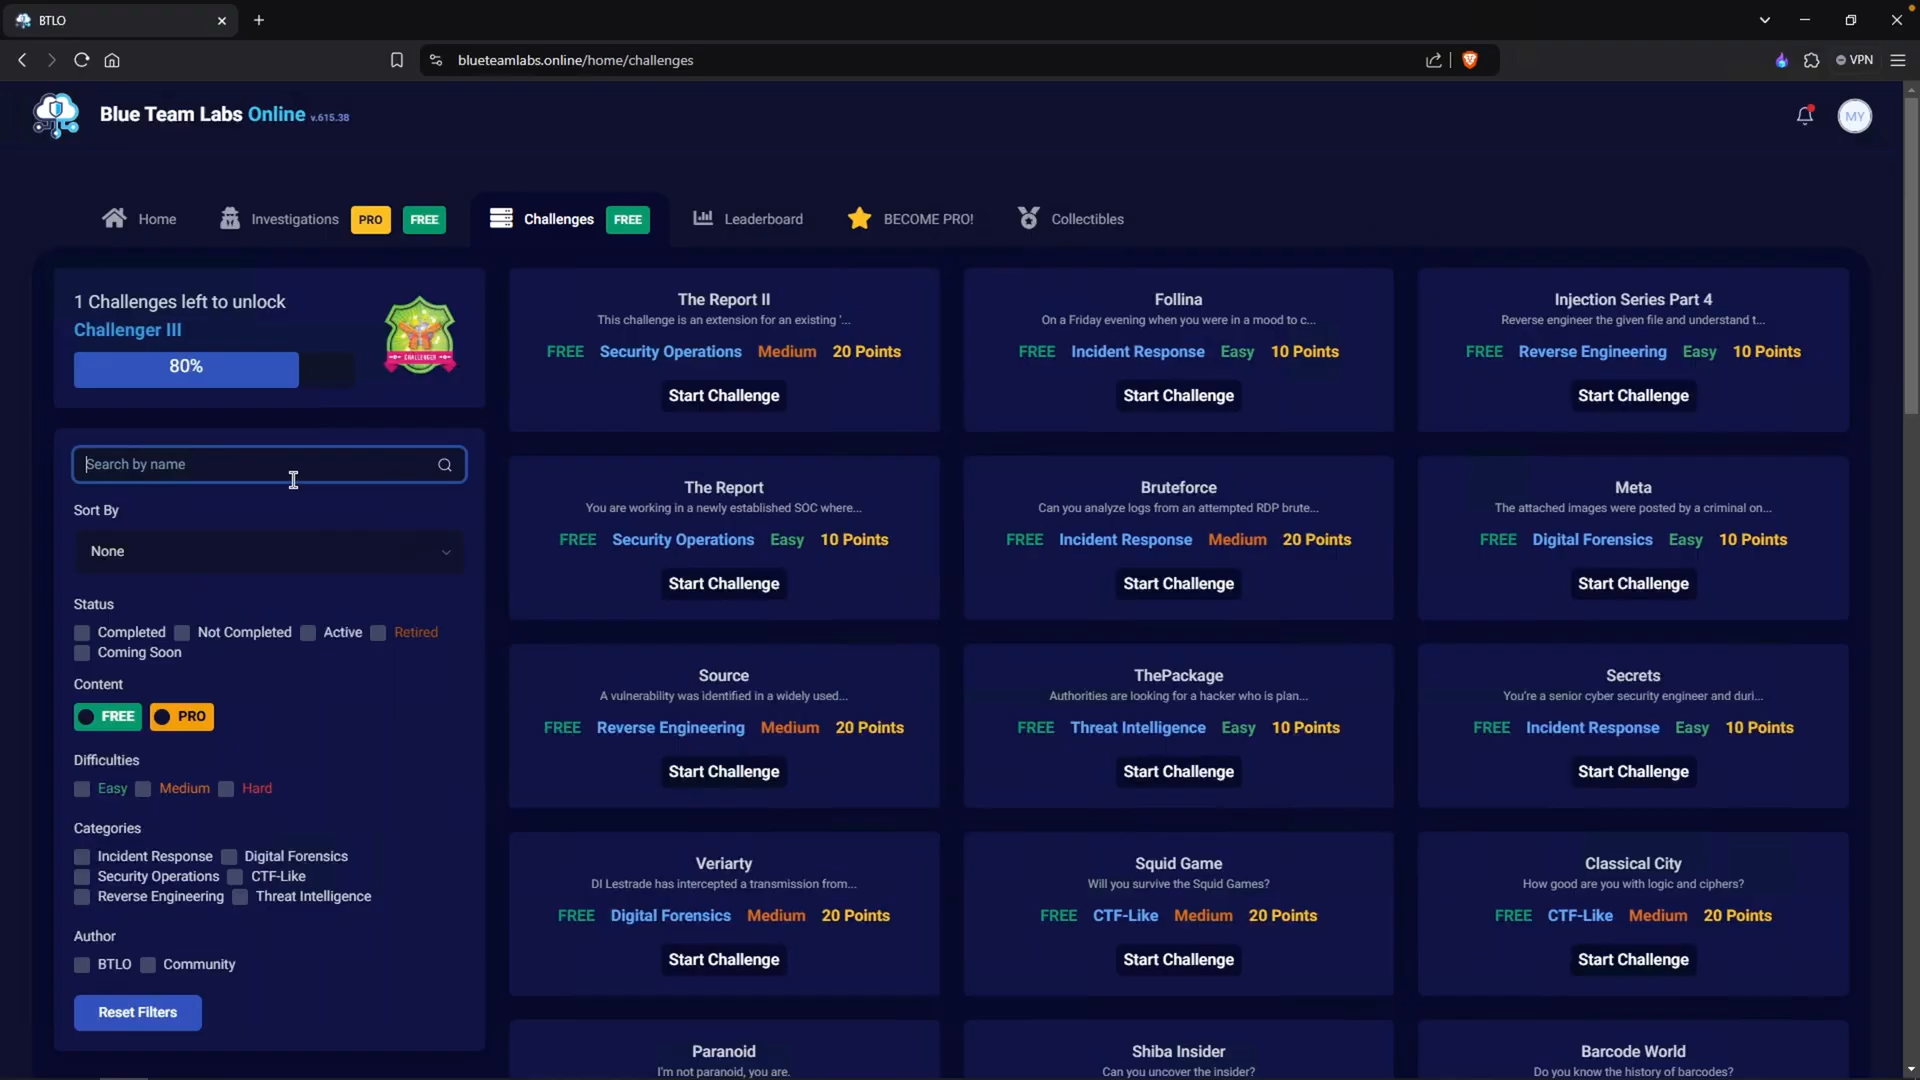 BTLO
blueteamlabs.online/home/challenges
VPN
Blue Team Labs Online v.615.38
MY
Home
Investigations PRO FREE
Challenges FREE
Leaderboard
BECOME PRO!
Collectibles
1 Challenges left to unlock
Challenger III
80%
CHALLENGER
Search by name
Sort By
None
Status
Completed Not Completed Active Retired
Coming Soon
Content
FREE PRO
Difficulties
Easy Medium Hard
Categories
Incident Response Digital Forensics
Security Operations CTF-Like
Reverse Engineering Threat Intelligence
Author
BTLO Community
Reset Filters
The Report II
This challenge is an extension for an existing '...
FREE Security Operations Medium 20 Points
Start Challenge
Follina
On a Friday evening when you were in a mood to c...
FREE Incident Response Easy 10 Points
Start Challenge
Injection Series Part 4
Reverse engineer the given file and understand t...
FREE Reverse Engineering Easy 10 Points
Start Challenge
The Report
You are working in a newly established SOC where...
FREE Security Operations Easy 10 Points
Start Challenge
Bruteforce
Can you analyze logs from an attempted RDP brute...
FREE Incident Response Medium 20 Points
Start Challenge
Meta
The attached images were posted by a criminal on...
FREE Digital Forensics Easy 10 Points
Start Challenge
Source
A vulnerability was identified in a widely used...
FREE Reverse Engineering Medium 20 Points
Start Challenge
ThePackage
Authorities are looking for a hacker who is plan...
FREE Threat Intelligence Easy 10 Points
Start Challenge
Secrets
You're a senior cyber security engineer and duri...
FREE Incident Response Easy 10 Points
Start Challenge
Veriarty
DI Lestrade has intercepted a transmission from...
FREE Digital Forensics Medium 20 Points
Start Challenge
Squid Game
Will you survive the Squid Games?
FREE CTF-Like Medium 20 Points
Start Challenge
Classical City
How good are you with logic and ciphers?
FREE CTF-Like Medium 20 Points
Start Challenge
Paranoid
I'm not paranoid, you are.
Shiba Insider
Can you uncover the insider?
Barcode World
Do you know the history of barcodes?